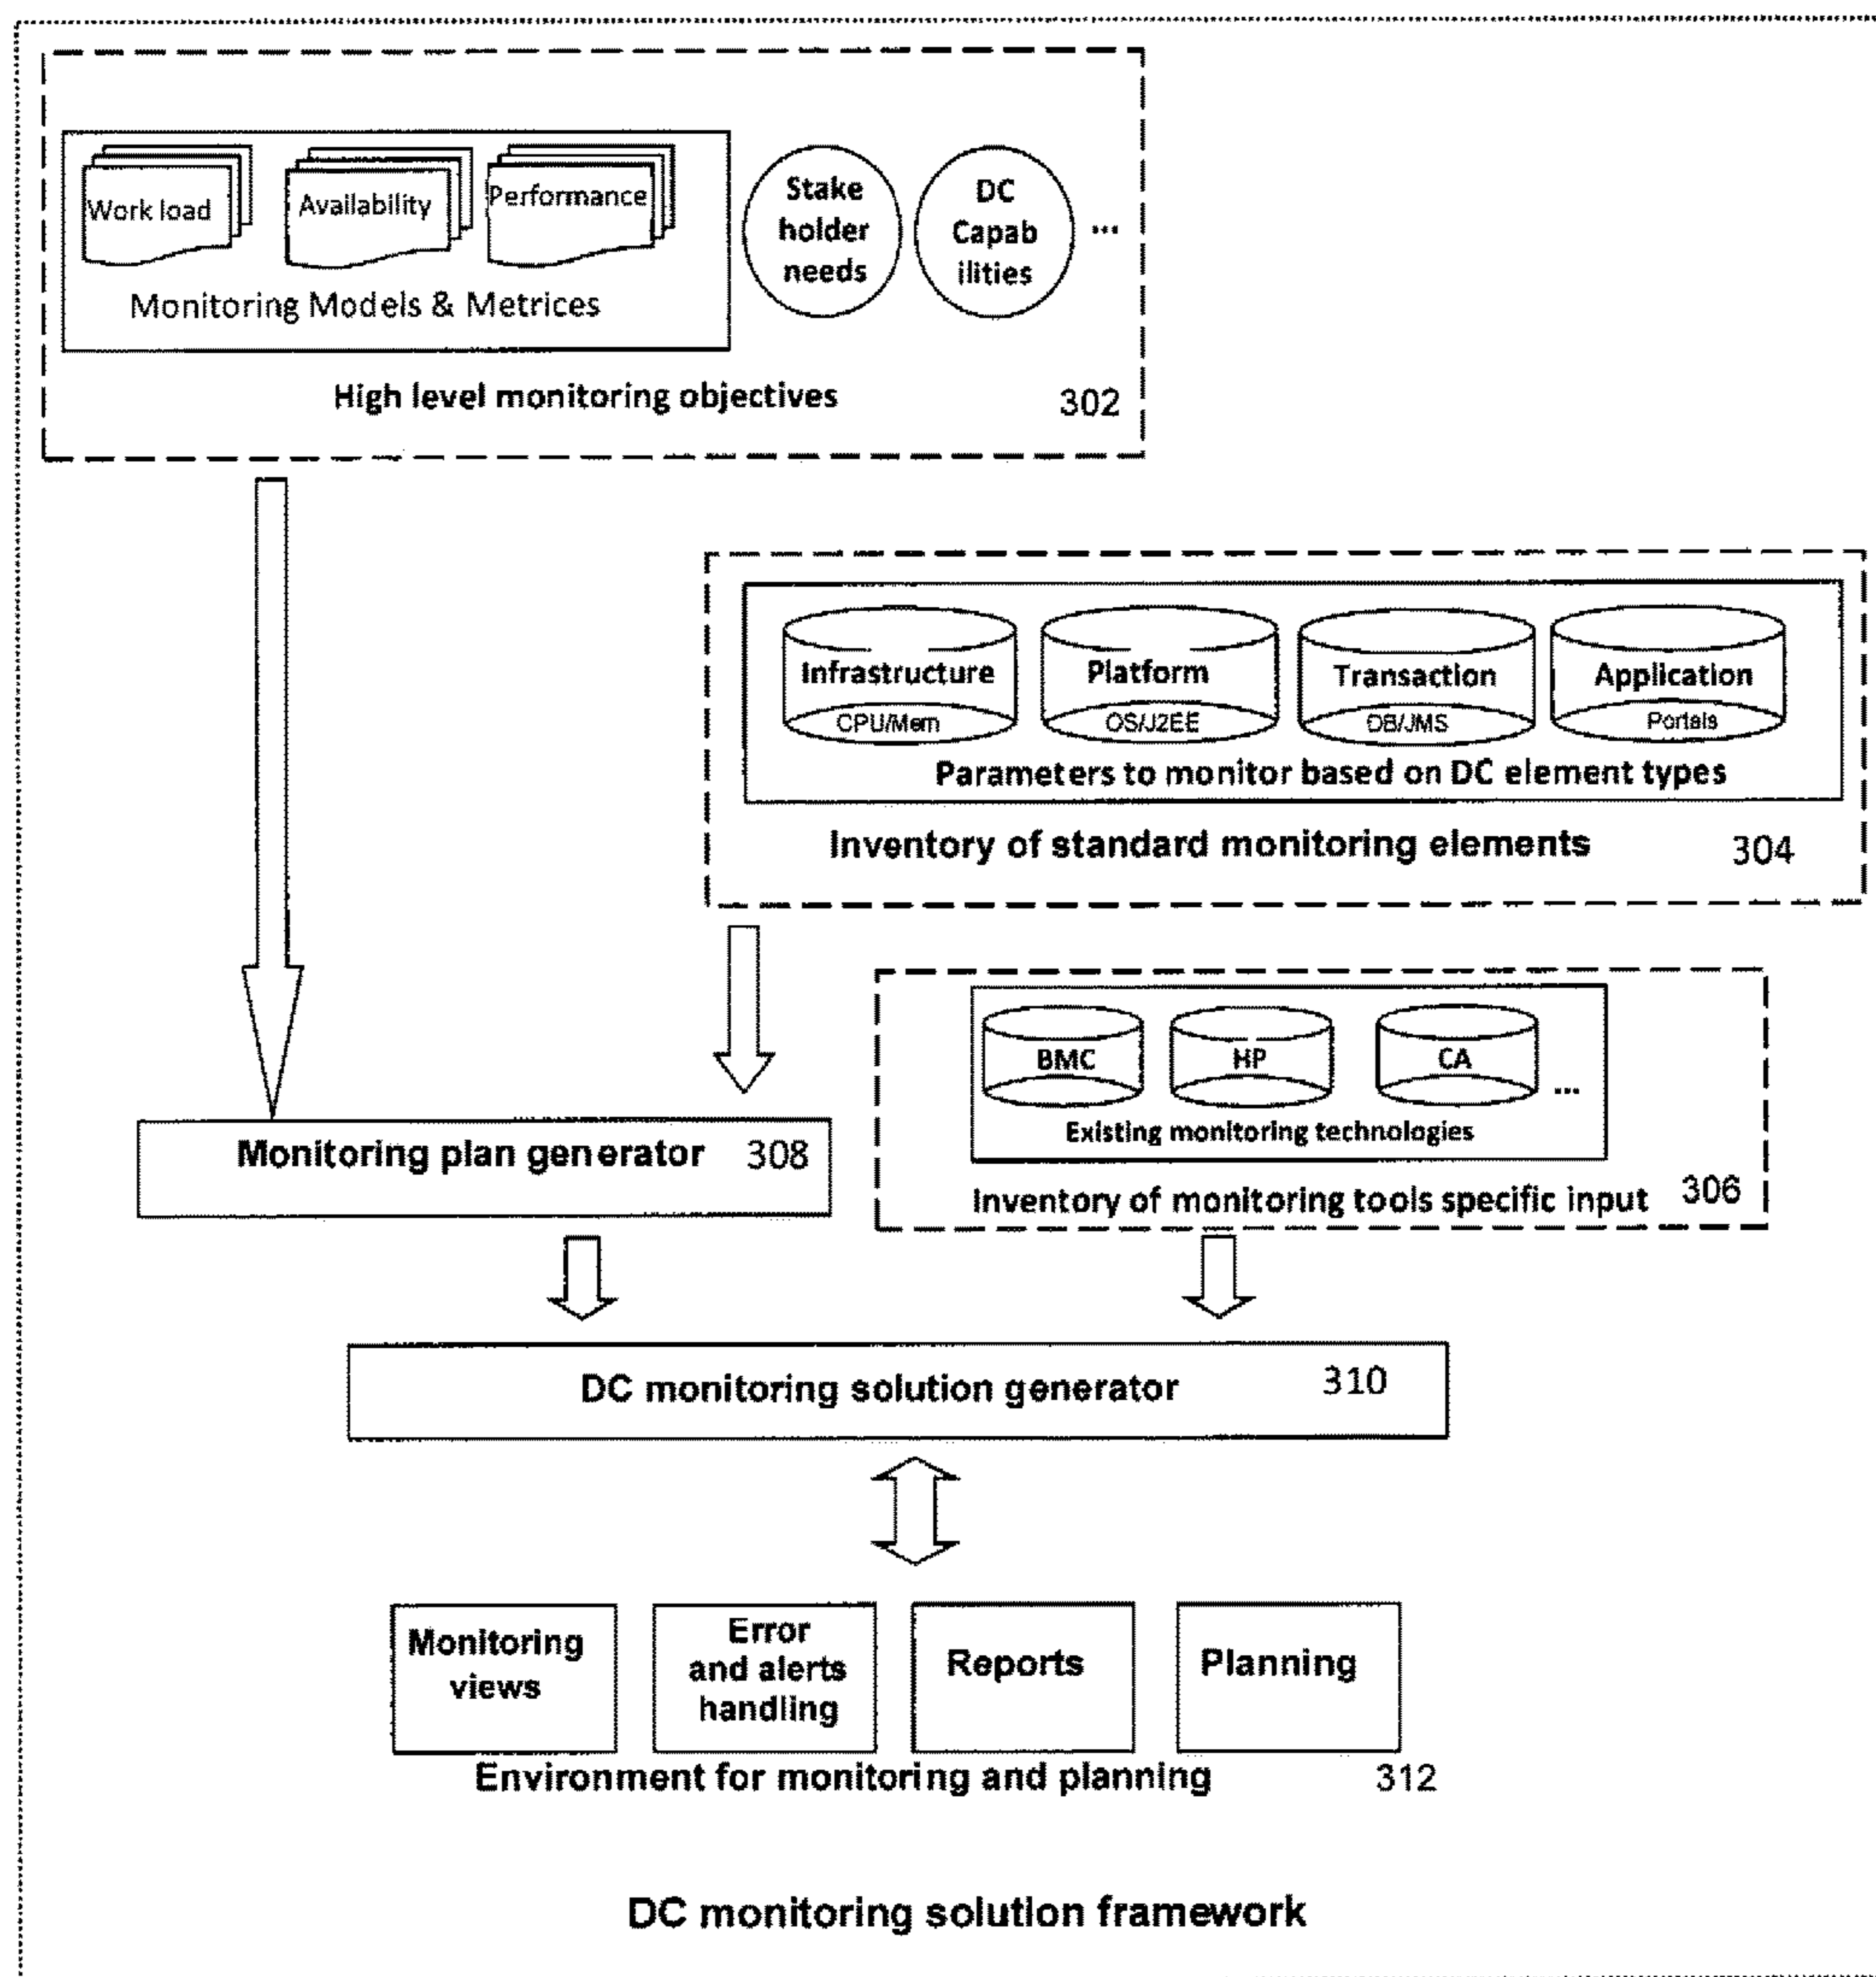 Work load
Availability
Performance
Monitoring Models & Metrices
Stake
holder
needs
DC
Capab
ilities
...
High level monitoring objectives
302
Infrastructure
CPU/Mem
Platform
OS/J2EE
Transaction
DB/JMS
Application
Portals
Parameters to monitor based on DC element types
Inventory of standard monitoring elements
304
BMC
HP
CA
...
Existing monitoring technologies
Inventory of monitoring tools specific input
306
Monitoring plan generator
308
DC monitoring solution generator
310
Monitoring
views
Error
and alerts
handling
Reports
Planning
Environment for monitoring and planning
312
DC monitoring solution framework